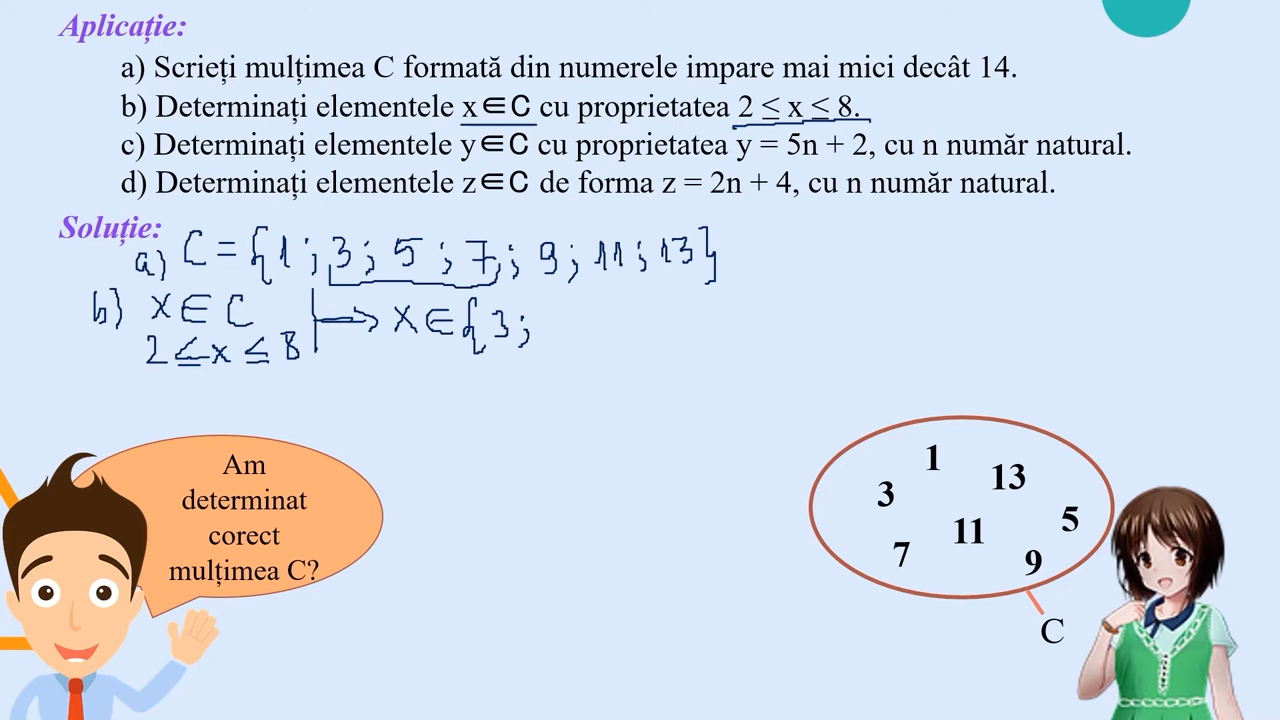 Aplicație:
a) Scrieți mulțimea C formată din numerele impare mai mici decât 14.
b) Determinați elementele x∈C cu proprietatea 2 ≤ x ≤ 8.
c) Determinați elementele y∈C cu proprietatea y = 5n + 2, cu n număr natural.
d) Determinați elementele z∈C de forma z = 2n + 4, cu n număr natural.
Soluție:
a) C = {1 ; 3 ; 5 ; 7 ; 9 ; 11 ; 13}
b) x ∈ C
2 ≤ x ≤ 8
→ x ∈ {3 ;
Am
determinat
corect
mulțimea C?
1
13
3
5
11
7
9
C